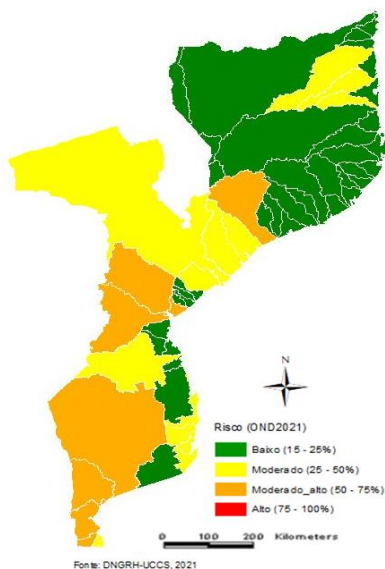 N
Risco (OND2021)
Baixo (15 - 25%)
Moderado (25 - 50%)
Moderado_alto (50 - 75%)
Alto (75 - 100%)
0 100 200 Kilometers
Fonte: DNGRH-UCCS, 2021